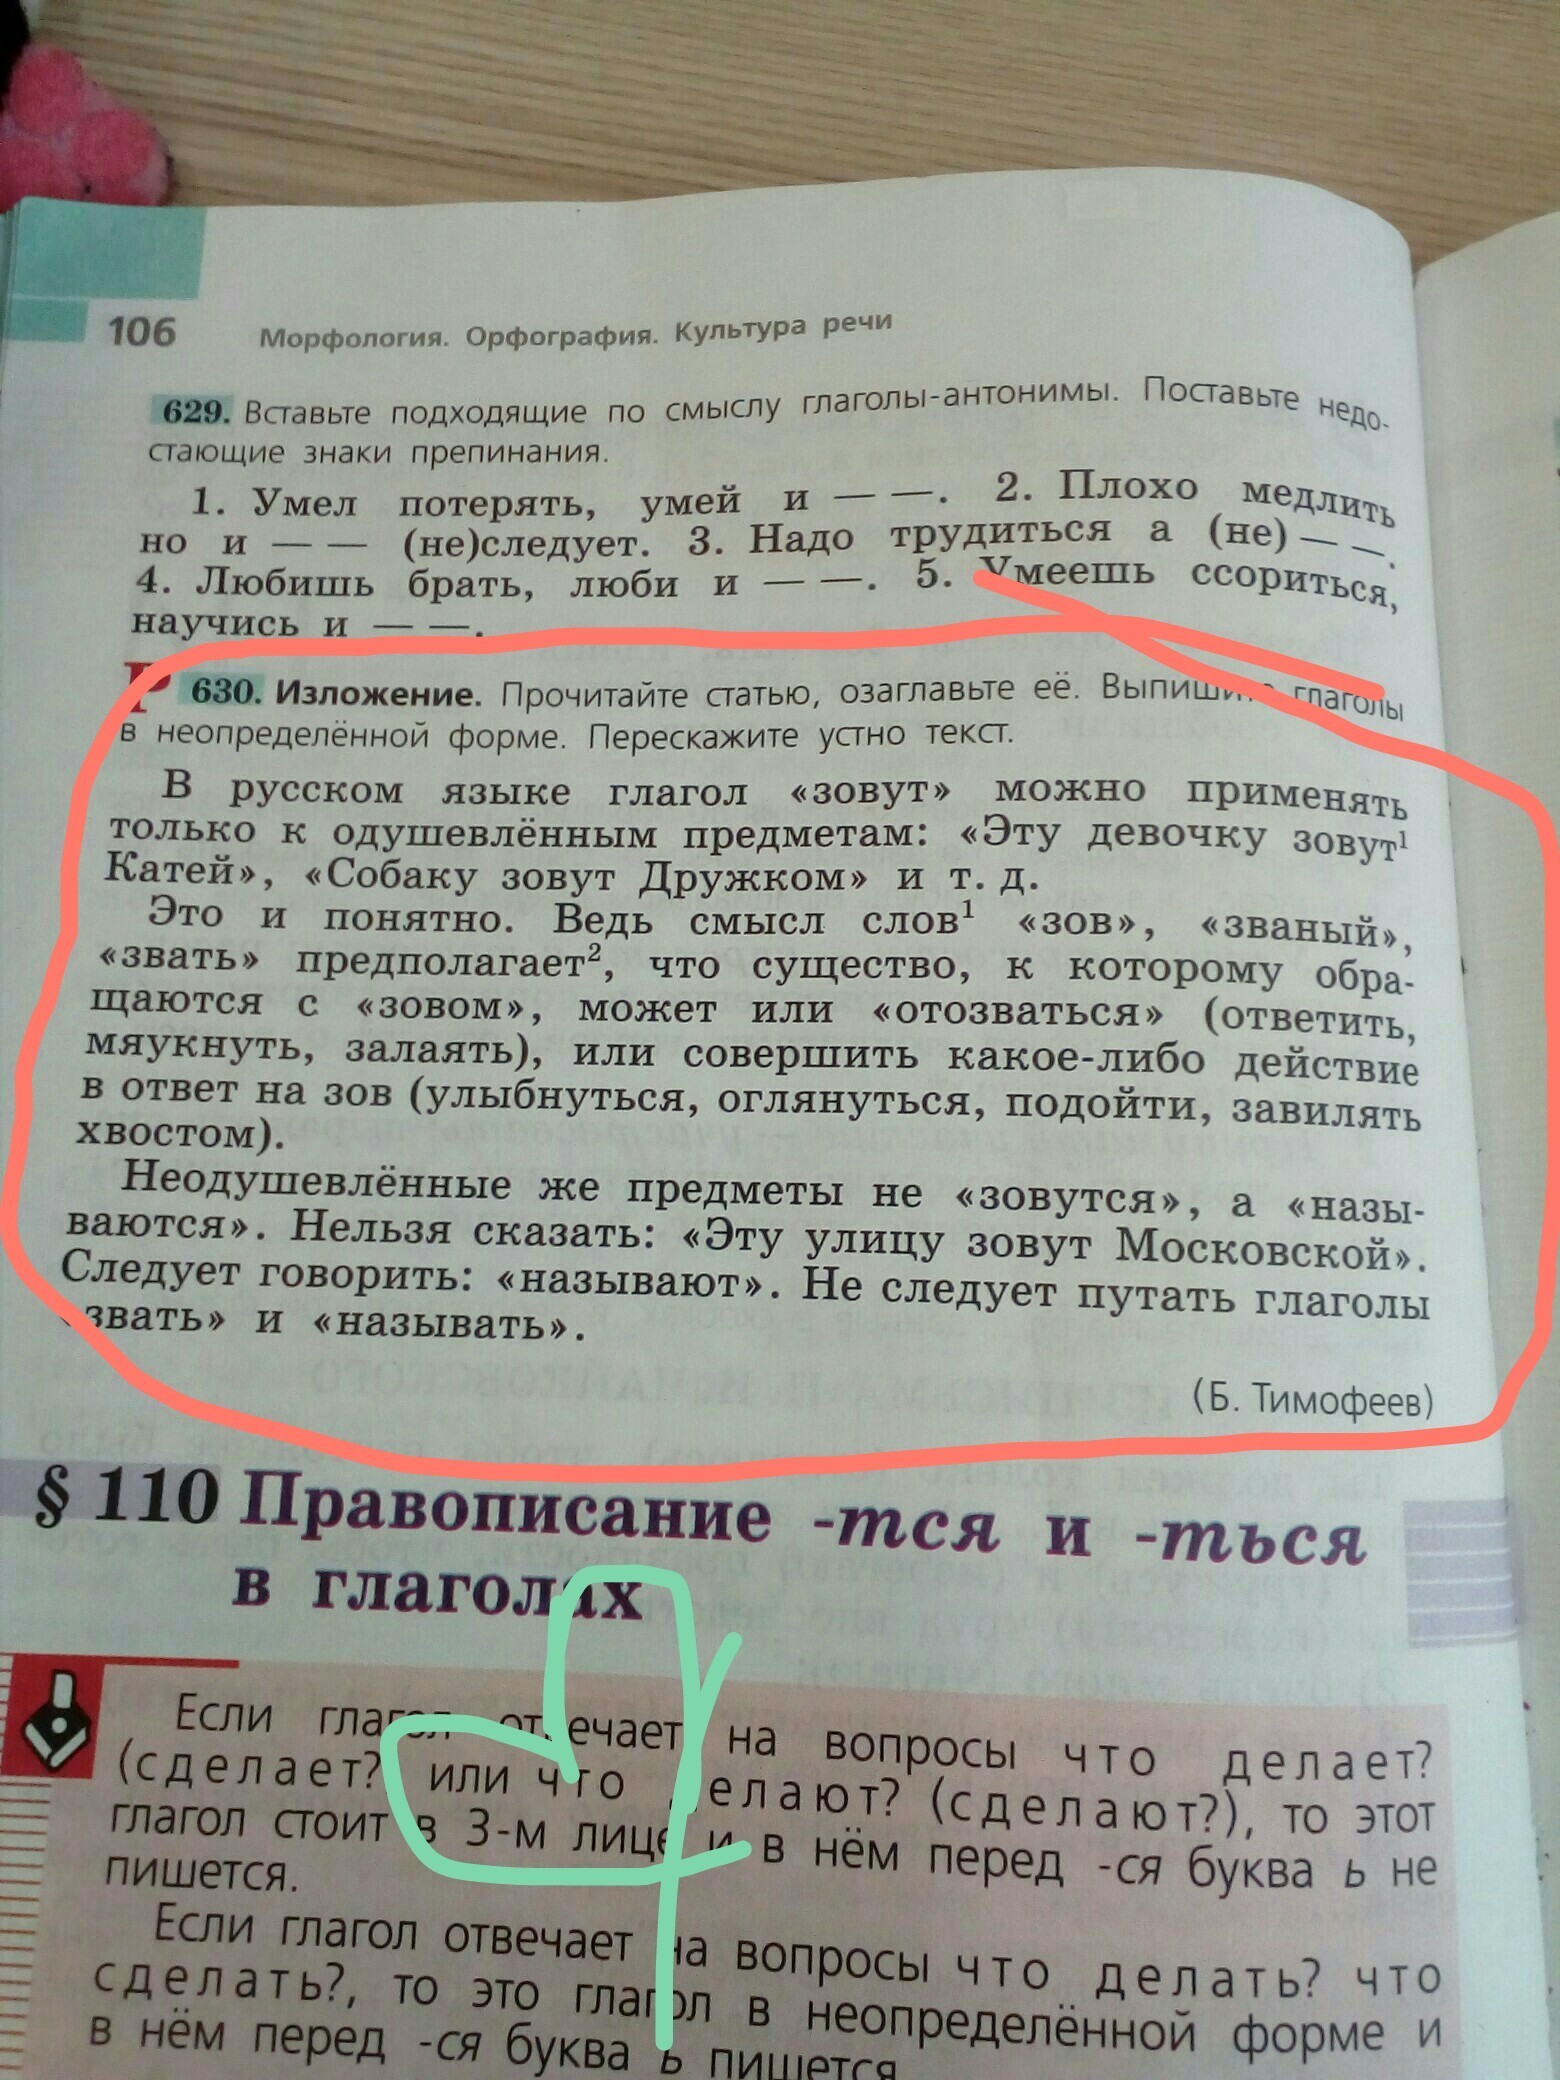 106 Морфология. Орфография. Культура речи
629. Вставьте подходящие по смыслу глаголы-антонимы. Поставьте недо-
стающие знаки препинания.
1. Умел потерять, умей и — —. 2. Плохо медлить
но и — — (не)следует. 3. Надо трудиться а (не) — —.
4. Любишь брать, люби и — —. 5. Умеешь ссориться,
научись и — —.
Р 630. Изложение. Прочитайте статью, озаглавьте её. Выпишите глаголы
в неопределённой форме. Перескажите устно текст.
В русском языке глагол «зовут» можно применять
только к одушевлённым предметам: «Эту девочку зовут¹
Катей», «Собаку зовут Дружком» и т. д.
Это и понятно. Ведь смысл слов¹ «зов», «званый»,
«звать» предполагает², что существо, к которому обра-
щаются с «зовом», может или «отозваться» (ответить,
мяукнуть, залаять), или совершить какое-либо действие
в ответ на зов (улыбнуться, оглянуться, подойти, завилять
хвостом).
Неодушевлённые же предметы не «зовутся», а «назы-
ваются». Нельзя сказать: «Эту улицу зовут Московской».
Следует говорить: «называют». Не следует путать глаголы
«звать» и «называть».
(Б. Тимофеев)
§ 110 Правописание -тся и -ться
в глаголах
Если глагол отвечает на вопросы что делает?
(сделает?) или что делают? (сделают?), то этот
глагол стоит в 3-м лице и в нём перед -ся буква ь не
пишется.
Если глагол отвечает на вопросы что делать? что
сделать?, то это глагол в неопределённой форме и
в нём перед -ся буква ь пишется